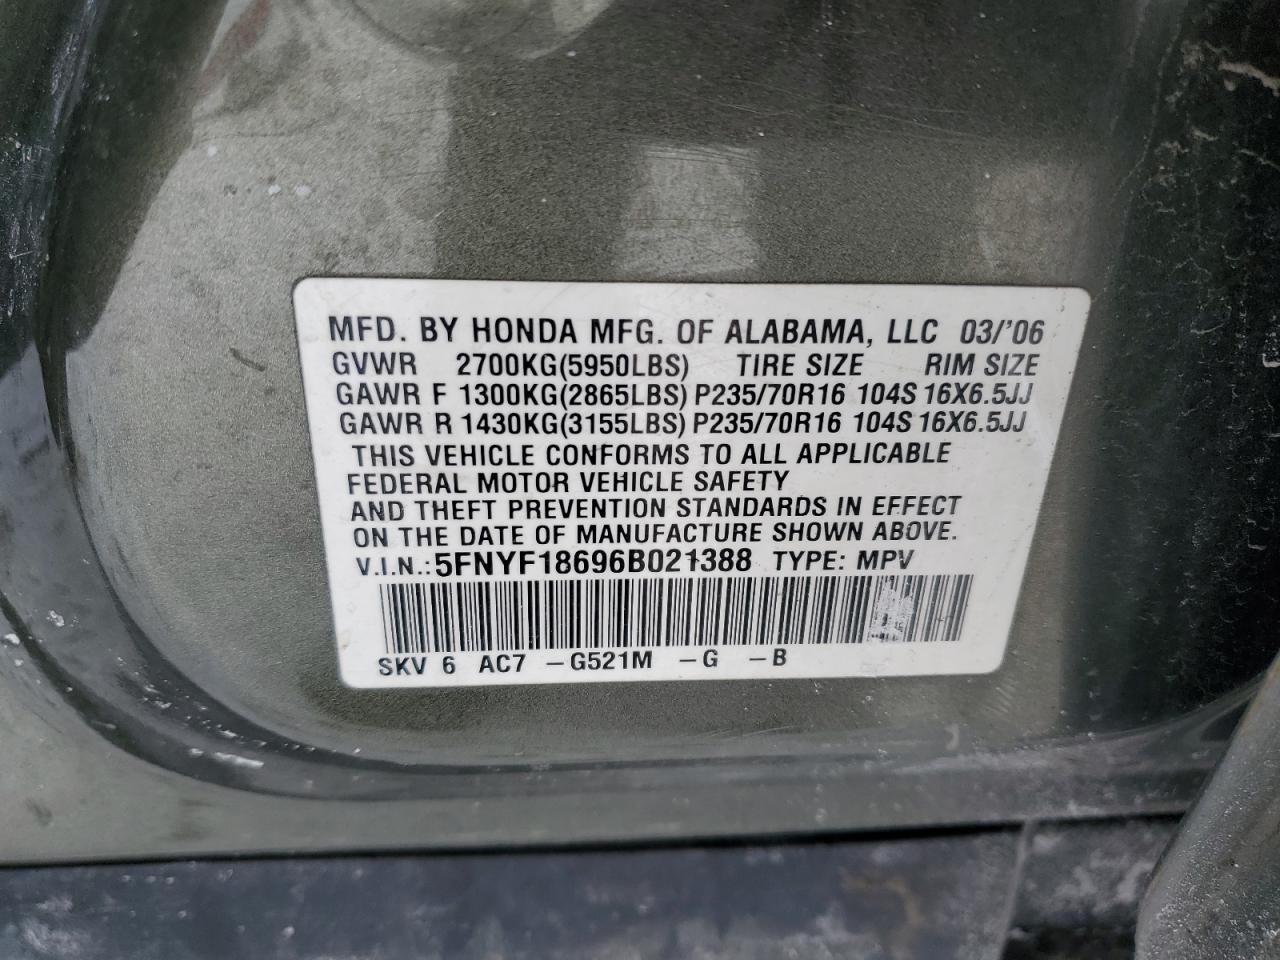 MFD. BY HONDA MFG. OF ALABAMA, LLC 03/'06
GVWR 2700KG(5950LBS) TIRE SIZE RIM SIZE
GAWR F 1300KG(2865LBS) P235/70R16 104S 16X6.5JJ
GAWR R 1430KG(3155LBS) P235/70R16 104S 16X6.5JJ
THIS VEHICLE CONFORMS TO ALL APPLICABLE
FEDERAL MOTOR VEHICLE SAFETY
AND THEFT PREVENTION STANDARDS IN EFFECT
ON THE DATE OF MANUFACTURE SHOWN ABOVE.
V.I.N.: 5FNYF18696B021388 TYPE: MPV
SKV 6 AC7 -G521M -G -B